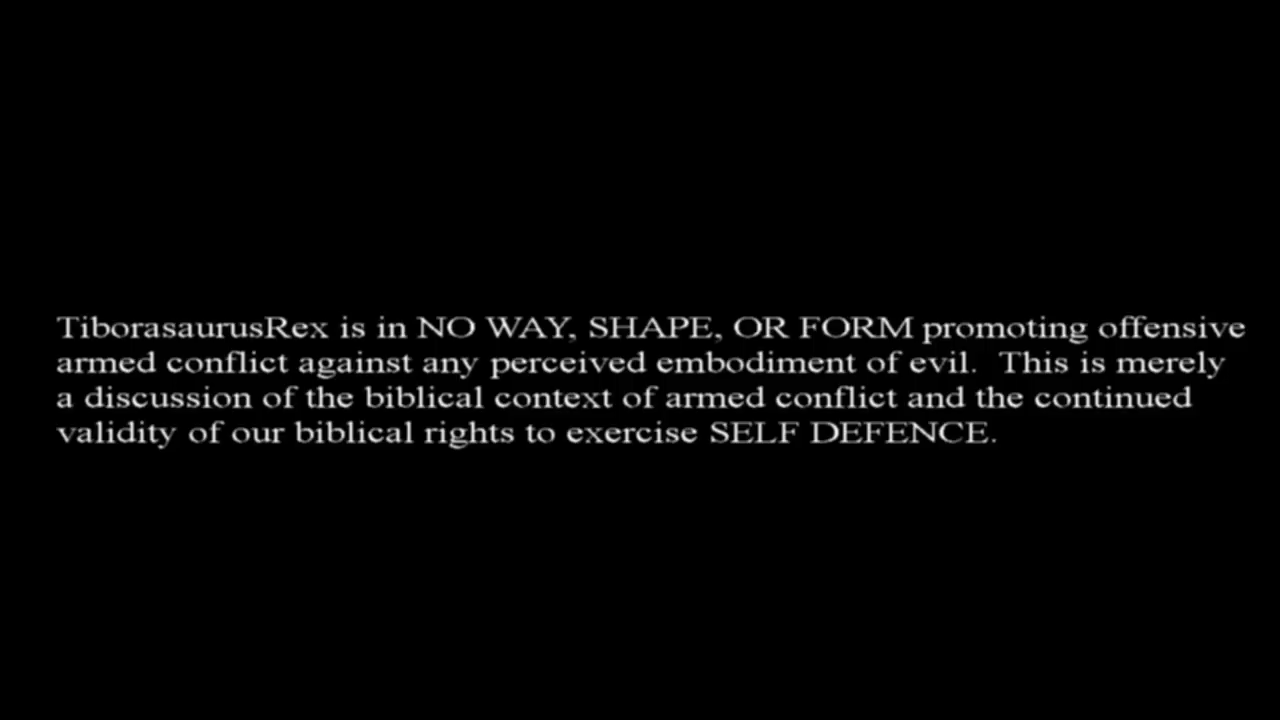 TiborasaurusRex is in NO WAY, SHAPE, OR FORM promoting offensive
armed conflict against any perceived embodiment of evil.  This is merely
a discussion of the biblical context of armed conflict and the continued
validity of our biblical rights to exercise SELF DEFENCE.